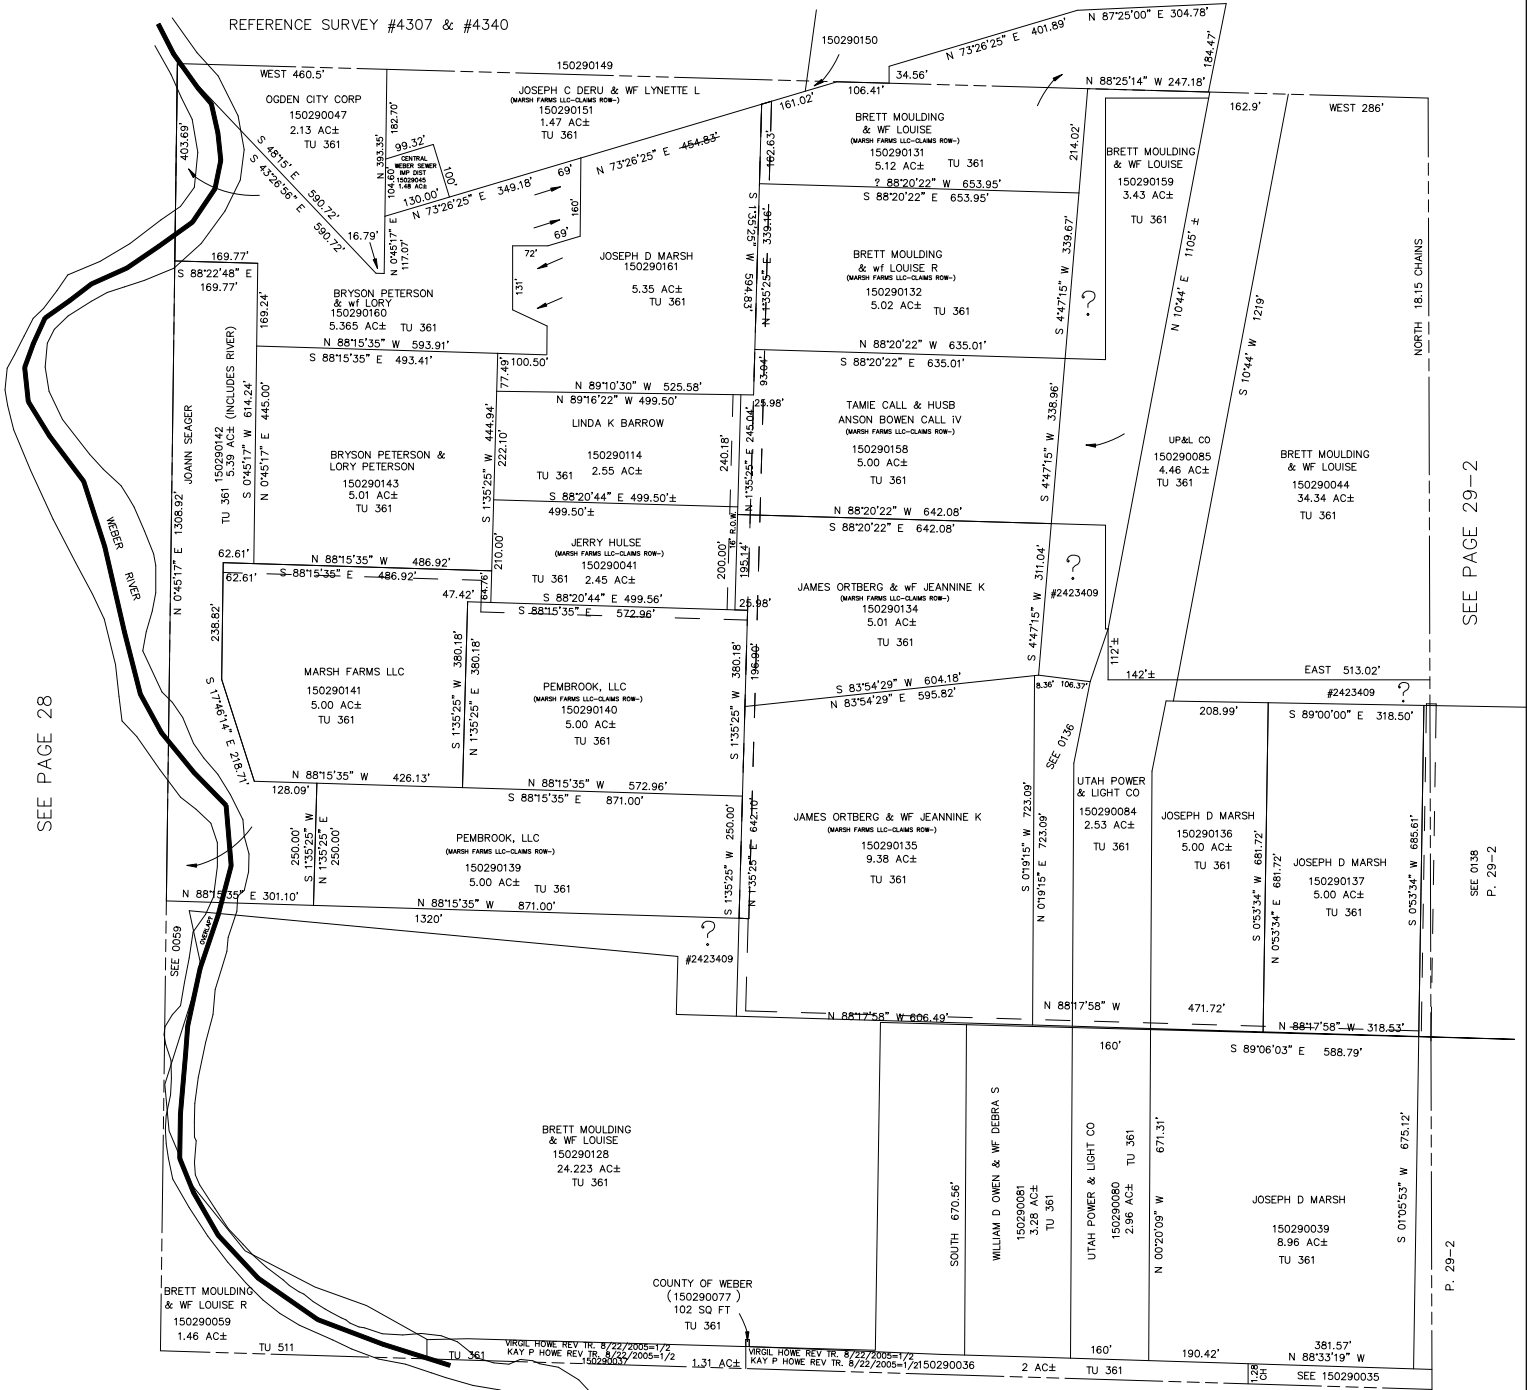 REFERENCE SURVEY #4307 & #4340
N 87°25'00" E 304.78'
N 73°26'25" E 401.89'
184.47'
150290150
150290149
34.56'
N 88°25'14" W 247.18'
WEST 460.5'
OGDEN CITY CORP
150290047
2.13 AC±
TU 361
403.69'
S 48°15' E 590.72'
S 43°26'56" E 590.72'
N 393.35'
182.70'
99.32'
104.60'
100'
130.00'
CENTRAL
WEBER SEWER
IMP DIST
15029045
1.48 AC±
JOSEPH C DERU & WF LYNETTE L
(MARSH FARMS LLC-CLAIMS ROW-)
150290151
1.47 AC±
TU 361
N 73°26'25" E 349.18'
N 73°26'25" E 454.83'
161.02'
106.41'
16.79'
N 0°45'17" E
117.07'
69'
160'
69'
72'
131'
JOSEPH D MARSH
150290161
5.35 AC±
TU 361
162.63'
S 1°35'25" W 594.83'
N 1°35'25" E 339.16'
BRETT MOULDING
& WF LOUISE
(MARSH FARMS LLC-CLAIMS ROW-)
150290131
5.12 AC±
TU 361
214.02'
? 88°20'22" W 653.95'
S 88°20'22" E 653.95'
BRETT MOULDING
& WF LOUISE
150290159
3.43 AC±
TU 361
162.9'
WEST 286'
NORTH 18.15 CHAINS
N 10°44' E 1105' ±
S 10°44' W 1219'
BRETT MOULDING
& wf LOUISE R
(MARSH FARMS LLC-CLAIMS ROW-)
150290132
5.02 AC±
TU 361
S 4°47'15" W 339.67'
?
N 88°20'22" W 635.01'
S 88°20'22" E 635.01'
169.77'
S 88°22'48" E
169.77'
169.24'
BRYSON PETERSON
& wf LORY
150290160
5.365 AC± TU 361
N 88°15'35" W 593.91'
S 88°15'35" E 493.41'
100.50'
77.49'
N 89°10'30" W 525.58'
N 89°16'22" W 499.50'
93.04'
25.98'
JOANN SEAGER
TU 361 150290142
5.39 AC± (INCLUDES RIVER)
N 0°45'17" E 1308.92'
S 0°45'17" W 614.24'
N 0°45'17" E 445.00'
BRYSON PETERSON &
LORY PETERSON
150290143
5.01 AC±
TU 361
S 1°35'25" W 444.94'
222.10'
LINDA K BARROW
150290114
TU 361 2.55 AC±
240.18'
N 1°35'25" E 245.04'
S 88°20'44" E 499.50'±
499.50'±
TAMIE CALL & HUSB
ANSON BOWEN CALL iV
(MARSH FARMS LLC-CLAIMS ROW-)
150290158
5.00 AC±
TU 361
S 4°47'15" W 338.96'
N 88°20'22" W 642.08'
S 88°20'22" E 642.08'
UP&L CO
150290085
4.46 AC±
TU 361
BRETT MOULDING
& WF LOUISE
150290044
34.34 AC±
TU 361
SEE PAGE 29-2
WEBER RIVER
62.61'
N 88°15'35" W 486.92'
S 88°15'35" E 486.92'
62.61'
47.42'
64.76'
210.00'
JERRY HULSE
(MARSH FARMS LLC-CLAIMS ROW-)
150290041
TU 361 2.45 AC±
200.00'
16' R.O.W.
195.14'
25.98'
S 88°20'44" E 499.56'
S 88°15'35" E 572.96'
JAMES ORTBERG & wF JEANNINE K
(MARSH FARMS LLC-CLAIMS ROW-)
150290134
5.01 AC±
TU 361
S 4°47'15" W 311.04'
?
#2423409
112'±
142'±
EAST 513.02'
#2423409
?
238.82'
S 17°46'14" E 218.71'
MARSH FARMS LLC
150290141
5.00 AC±
TU 361
S 1°35'25" W 380.18'
N 1°35'25" E 380.18'
PEMBROOK, LLC
(MARSH FARMS LLC-CLAIMS ROW-)
150290140
5.00 AC±
TU 361
S 1°35'25" W 380.18'
196.90'
S 83°54'29" W 604.18'
N 83°54'29" E 595.82'
8.36' 106.37'
SEE 0136
208.99'
S 89°00'00" E 318.50'
SEE PAGE 28
N 88°15'35" W 426.13'
128.09'
N 88°15'35" W 572.96'
S 88°15'35" E 871.00'
250.00'
S 1°35'25" W
N 1°35'25" E
250.00'
PEMBROOK, LLC
(MARSH FARMS LLC-CLAIMS ROW-)
150290139
5.00 AC± TU 361
S 1°35'25" W 250.00'
N 1°35'25" E 642.10'
JAMES ORTBERG & WF JEANNINE K
(MARSH FARMS LLC-CLAIMS ROW-)
150290135
9.38 AC±
TU 361
S 0°19'15" W 723.09'
N 0°19'15" E 723.09'
UTAH POWER
& LIGHT CO
150290084
2.53 AC±
TU 361
JOSEPH D MARSH
150290136
5.00 AC±
TU 361
S 0°53'34" W 681.72'
N 0°53'34" E 681.72'
JOSEPH D MARSH
150290137
5.00 AC±
TU 361
S 0°53'34" W 685.61'
SEE 0138
P. 29-2
N 88°15'35" E 301.10'
N 88°15'35" W 871.00'
1320'
OVERLAP?
SEE 0059
?
#2423409
N 88°17'58" W 606.49'
N 88°17'58" W 471.72'
N 88°17'58" W 318.53'
160'
S 89°06'03" E 588.79'
BRETT MOULDING
& WF LOUISE
150290128
24.223 AC±
TU 361
SOUTH 670.56'
WILLIAM D OWEN & WF DEBRA S
150290081
3.28 AC±
TU 361
UTAH POWER & LIGHT CO
150290080
2.96 AC± TU 361
N 00°20'09" W 671.31'
JOSEPH D MARSH
150290039
8.96 AC±
TU 361
S 01°05'53" W 675.12'
P. 29-2
BRETT MOULDING
& WF LOUISE R
150290059
1.46 AC±
TU 511
COUNTY OF WEBER
(150290077 )
102 SQ FT
TU 361
TU 361
VIRGIL HOWE REV TR. 8/22/2005=1/2
KAY P HOWE REV TR. 8/22/2005=1/2
150290037
1.31 AC±
VIRGIL HOWE REV TR. 8/22/2005=1/2
KAY P HOWE REV TR. 8/22/2005=1/2
150290036
2 AC±
TU 361
160'
190.42'
381.57'
N 88°33'19" W
1.28 CH
SEE 150290035